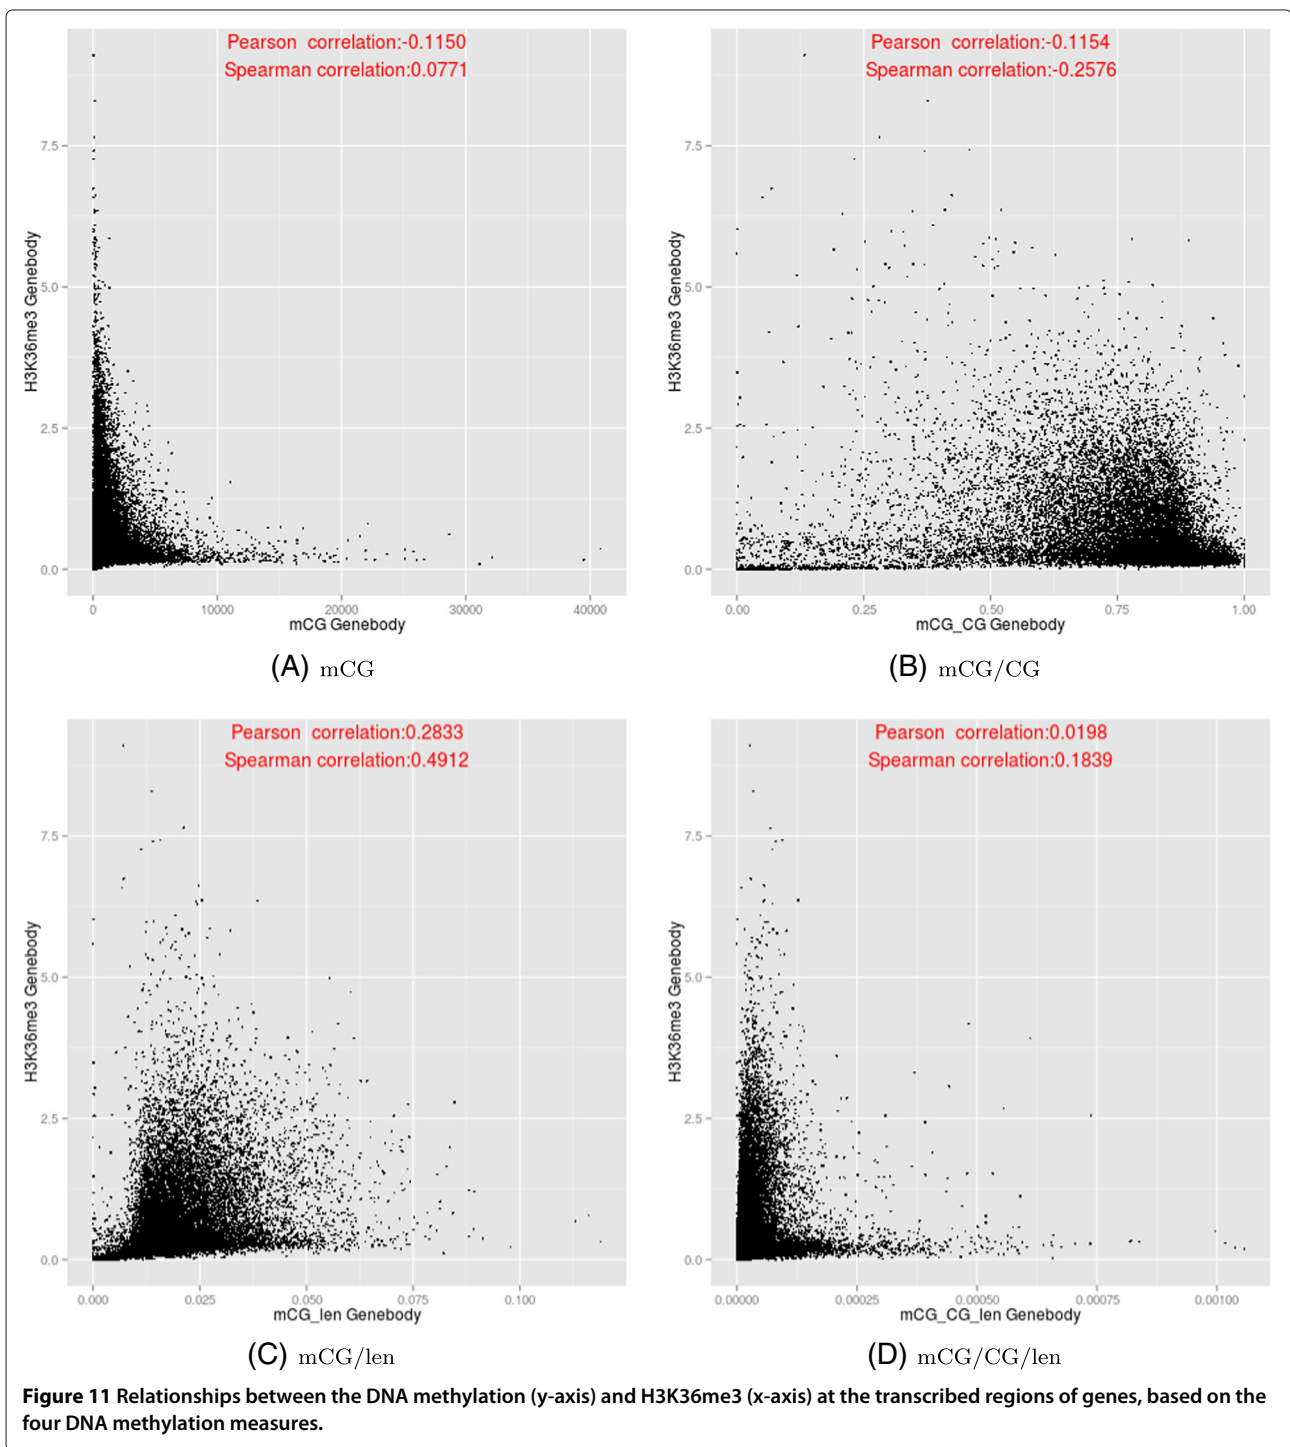 Pearson  correlation:-0.1150
Spearman correlation:0.0771
7.5
5.0
2.5
0.0
H3K36me3 Genebody
0
10000
20000
30000
40000
mCG Genebody
(A) mCG
Pearson  correlation:-0.1154
Spearman correlation:-0.2576
7.5
5.0
2.5
0.0
H3K36me3 Genebody
0.00
0.25
0.50
0.75
1.00
mCG_CG Genebody
(B) mCG/CG
Pearson  correlation:0.2833
Spearman correlation:0.4912
7.5
5.0
2.5
0.0
H3K36me3 Genebody
0.000
0.025
0.050
0.075
0.100
mCG_len Genebody
(C) mCG/len
Pearson  correlation:0.0198
Spearman correlation:0.1839
7.5
5.0
2.5
0.0
H3K36me3 Genebody
0.00000
0.00025
0.00050
0.00075
0.00100
mCG_CG_len Genebody
(D) mCG/CG/len
Figure 11 Relationships between the DNA methylation (y-axis) and H3K36me3 (x-axis) at the transcribed regions of genes, based on the
four DNA methylation measures.